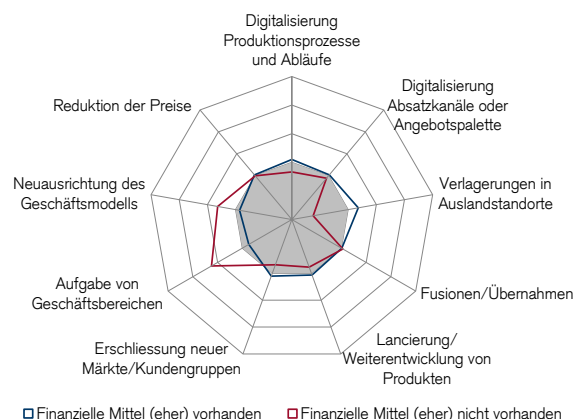 Digitalisierung
Produktionsprozesse
und Abläufe
Digitalisierung
Absatzkanäle oder
Angebotspalette
Verlagerungen in
Auslandstandorte
Fusionen/Übernahmen
Lancierung/
Weiterentwicklung von
Produkten
Erschliessung neuer
Märkte/Kundengruppen
Aufgabe von
Geschäftsbereichen
Neuausrichtung des
Geschäftsmodells
Reduktion der Preise
Finanzielle Mittel (eher) vorhanden
Finanzielle Mittel (eher) nicht vorhanden